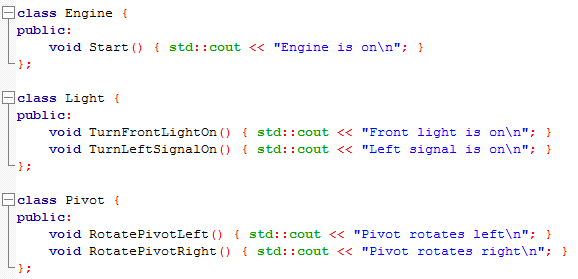 class Engine {
public:
    void Start() { std::cout << "Engine is on\n"; }
};

class Light {
public:
    void TurnFrontLightOn() { std::cout << "Front light is on\n"; }
    void TurnLeftSignalOn() { std::cout << "Left signal is on\n"; }
};

class Pivot {
public:
    void RotatePivotLeft() { std::cout << "Pivot rotates left\n"; }
    void RotatePivotRight() { std::cout << "Pivot rotates right\n"; }
};